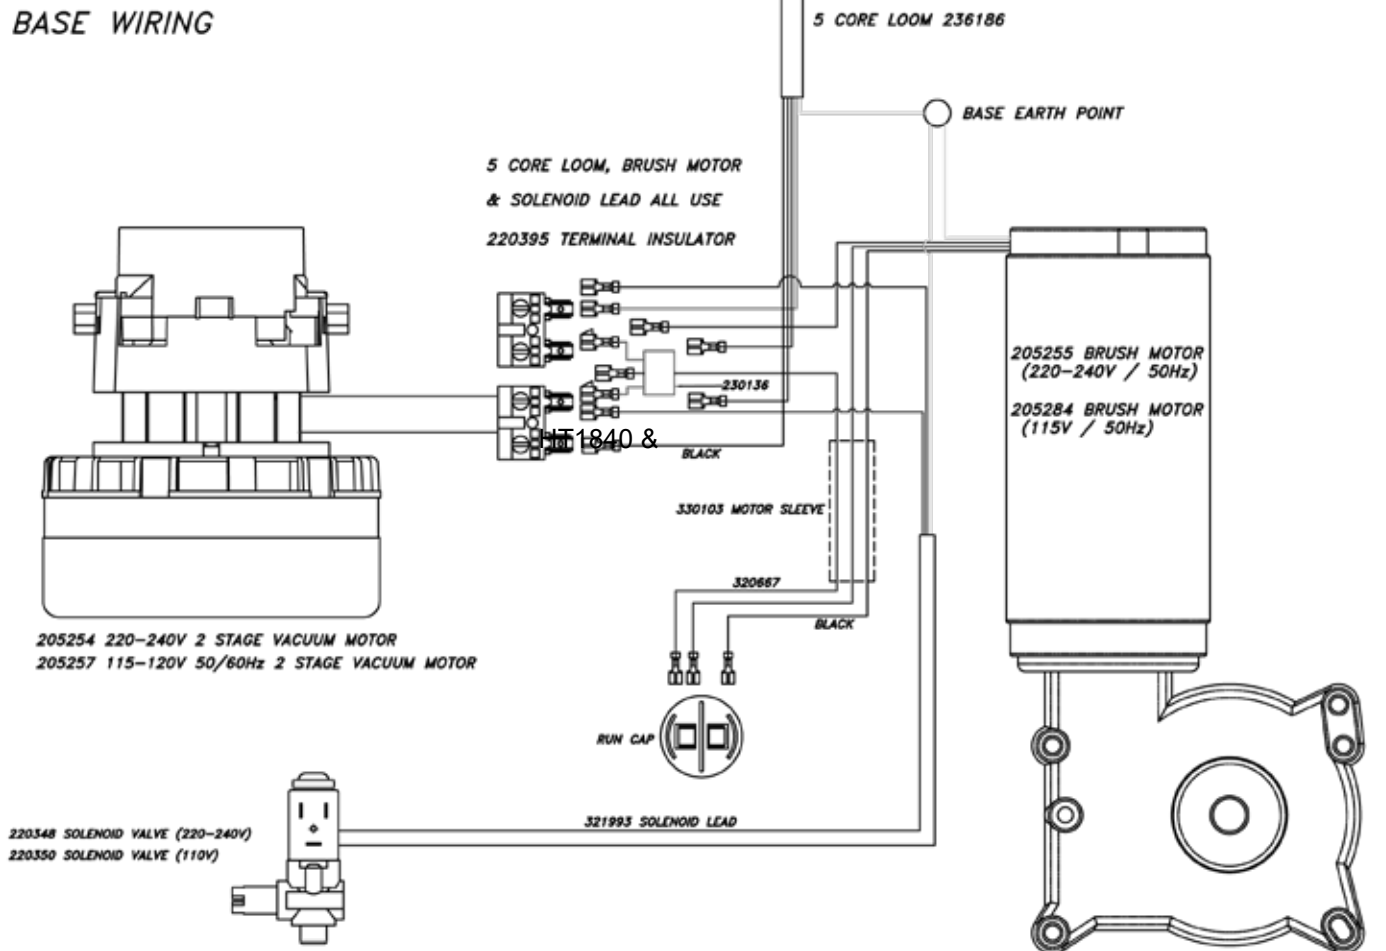 BASE WIRING
5 CORE LOOM 236186
BASE EARTH POINT
5 CORE LOOM, BRUSH MOTOR
& SOLENOID LEAD ALL USE
220395 TERMINAL INSULATOR
205255 BRUSH MOTOR
(220-240V / 50Hz)
205284 BRUSH MOTOR
(115V / 50Hz)
230136
HT1840 &
BLACK
330103 MOTOR SLEEVE
320667
BLACK
205254 220-240V 2 STAGE VACUUM MOTOR
205257 115-120V 50/60Hz 2 STAGE VACUUM MOTOR
RUN CAP
321993 SOLENOID LEAD
220348 SOLENOID VALVE (220-240V)
220350 SOLENOID VALVE (110V)